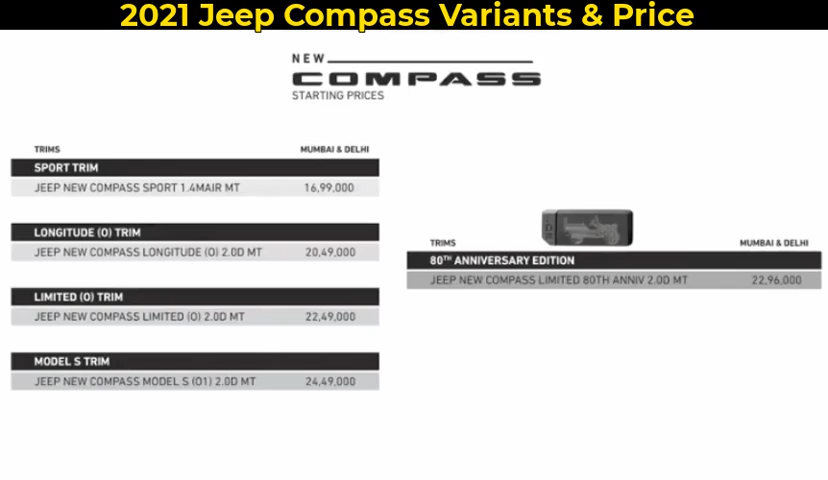 2021 Jeep Compass Variants & Price
NEW
COMPASS
STARTING PRICES
TRIMS MUMBAI & DELHI
SPORT TRIM
JEEP NEW COMPASS SPORT 1.4MAIR MT 16,99,000
LONGITUDE (O) TRIM
JEEP NEW COMPASS LONGITUDE (O) 2.0D MT 20,49,000
LIMITED (O) TRIM
JEEP NEW COMPASS LIMITED (O) 2.0D MT 22,49,000
MODEL S TRIM
JEEP NEW COMPASS MODEL S (O1) 2.0D MT 24,49,000
TRIMS MUMBAI & DELHI
80TH ANNIVERSARY EDITION
JEEP NEW COMPASS LIMITED 80TH ANNIV 2.0D MT 22,96,000